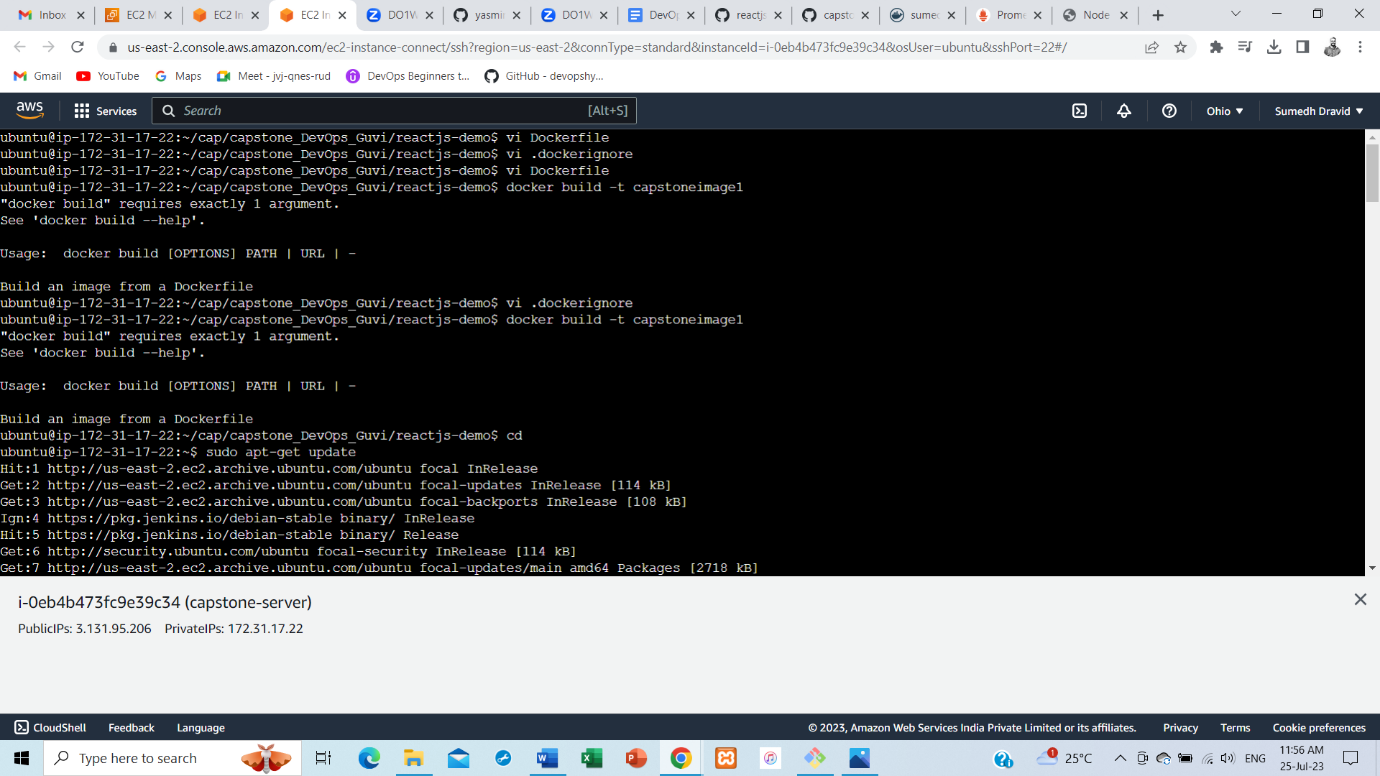 Inbox
EC2 M
EC2 In
EC2 In
DO1W
yasmin
DO1W
DevOp
reactjs
capsto
sumed
Prome
Node
us-east-2.console.aws.amazon.com/ec2-instance-connect/ssh?region=us-east-2&connType=standard&instanceId=i-0eb4b473fc9e39c34&osUser=ubuntu&sshPort=22#/
Gmail YouTube Maps Meet - jvj-qnes-rud DevOps Beginners t... GitHub - devopshy...
aws Services Search [Alt+S] Ohio ▼ Sumedh Dravid ▼
ubuntu@ip-172-31-17-22:~/cap/capstone_DevOps_Guvi/reactjs-demo$ vi Dockerfile
ubuntu@ip-172-31-17-22:~/cap/capstone_DevOps_Guvi/reactjs-demo$ vi .dockerignore
ubuntu@ip-172-31-17-22:~/cap/capstone_DevOps_Guvi/reactjs-demo$ vi Dockerfile
ubuntu@ip-172-31-17-22:~/cap/capstone_DevOps_Guvi/reactjs-demo$ docker build -t capstoneimage1
"docker build" requires exactly 1 argument.
See 'docker build --help'.
Usage:  docker build [OPTIONS] PATH | URL | -
Build an image from a Dockerfile
ubuntu@ip-172-31-17-22:~/cap/capstone_DevOps_Guvi/reactjs-demo$ vi .dockerignore
ubuntu@ip-172-31-17-22:~/cap/capstone_DevOps_Guvi/reactjs-demo$ docker build -t capstoneimage1
"docker build" requires exactly 1 argument.
See 'docker build --help'.
Usage:  docker build [OPTIONS] PATH | URL | -
Build an image from a Dockerfile
ubuntu@ip-172-31-17-22:~/cap/capstone_DevOps_Guvi/reactjs-demo$ cd
ubuntu@ip-172-31-17-22:~$ sudo apt-get update
Hit:1 http://us-east-2.ec2.archive.ubuntu.com/ubuntu focal InRelease
Get:2 http://us-east-2.ec2.archive.ubuntu.com/ubuntu focal-updates InRelease [114 kB]
Get:3 http://us-east-2.ec2.archive.ubuntu.com/ubuntu focal-backports InRelease [108 kB]
Ign:4 https://pkg.jenkins.io/debian-stable binary/ InRelease
Hit:5 https://pkg.jenkins.io/debian-stable binary/ Release
Get:6 http://security.ubuntu.com/ubuntu focal-security InRelease [114 kB]
Get:7 http://us-east-2.ec2.archive.ubuntu.com/ubuntu focal-updates/main amd64 Packages [2718 kB]
i-0eb4b473fc9e39c34 (capstone-server)
PublicIPs: 3.131.95.206 PrivateIPs: 172.31.17.22
CloudShell Feedback Language © 2023, Amazon Web Services India Private Limited or its affiliates. Privacy Terms Cookie preferences
Type here to search 1 25°C ENG 11:56 AM
25-Jul-23